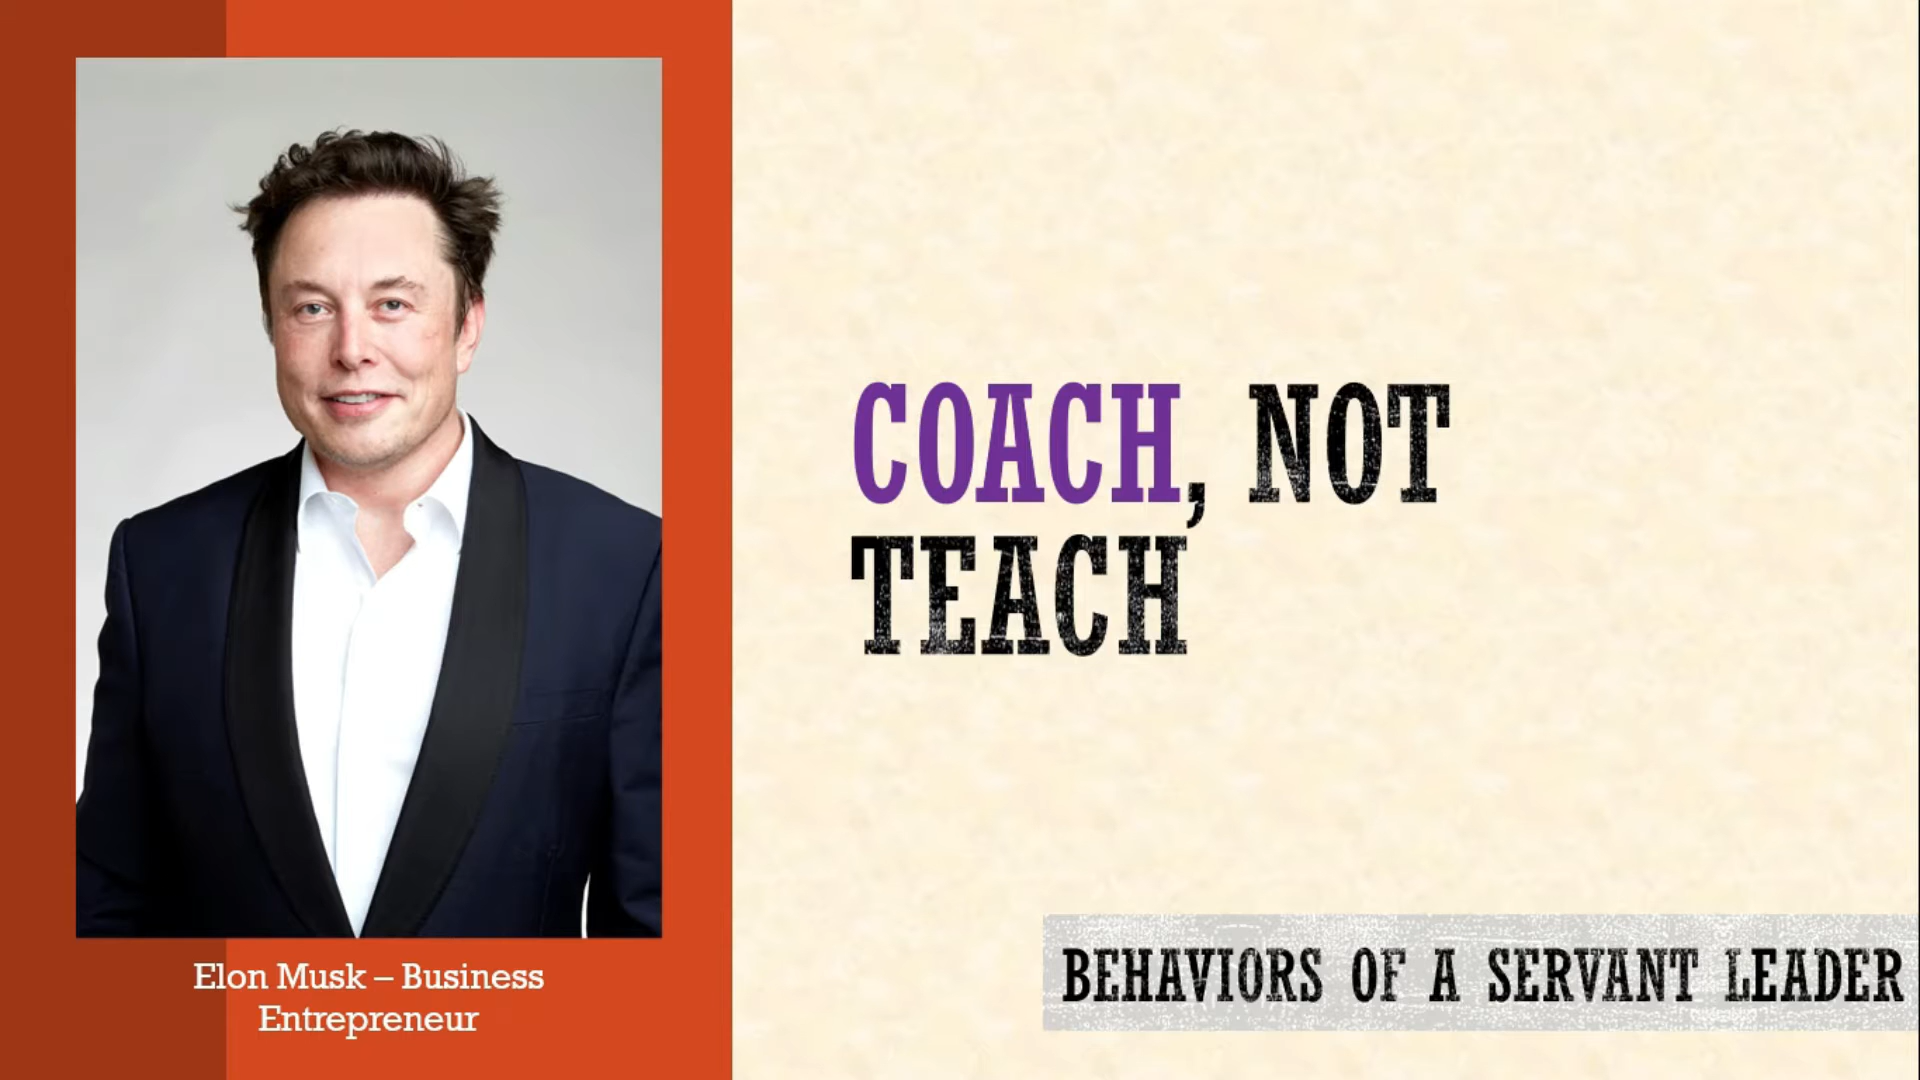 COACH, NOT
TEACH
Elon Musk – Business
Entrepreneur
BEHAVIORS OF A SERVANT LEADER